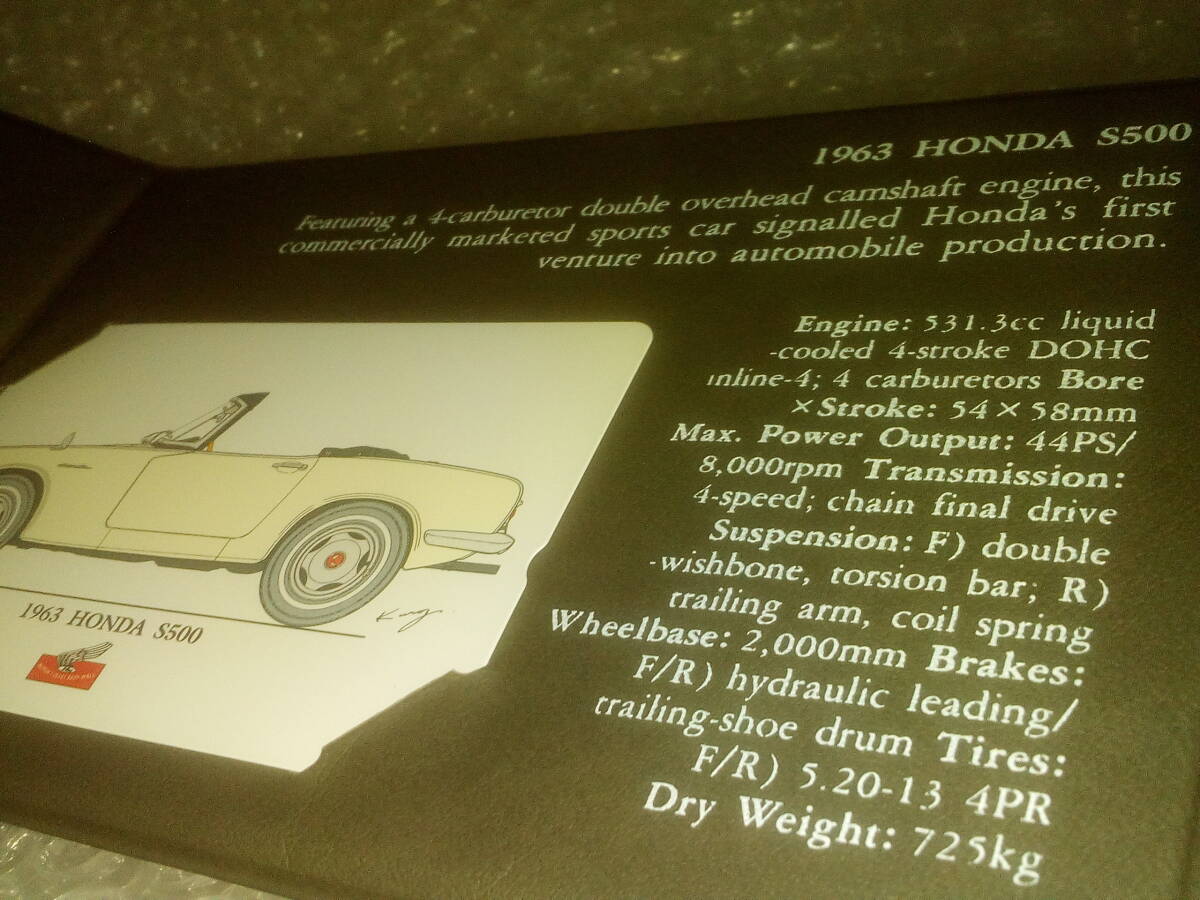 1963 HONDA S500
Featuring a 4-carburetor double overhead camshaft engine, this
commercially marketed sports car signalled Honda's first
venture into automobile production.
Engine: 531.3cc liquid
-cooled 4-stroke DOHC
inline-4; 4 carburetors Bore
×Stroke: 54×58mm
Max. Power Output: 44PS/
8,000rpm Transmission:
4-speed; chain final drive
Suspension: F) double
-wishbone, torsion bar; R)
trailing arm, coil spring
Wheelbase: 2,000mm Brakes:
F/R) hydraulic leading/
trailing-shoe drum Tires:
F/R) 5.20-13 4PR
Dry Weight: 725kg
1963 HONDA S500